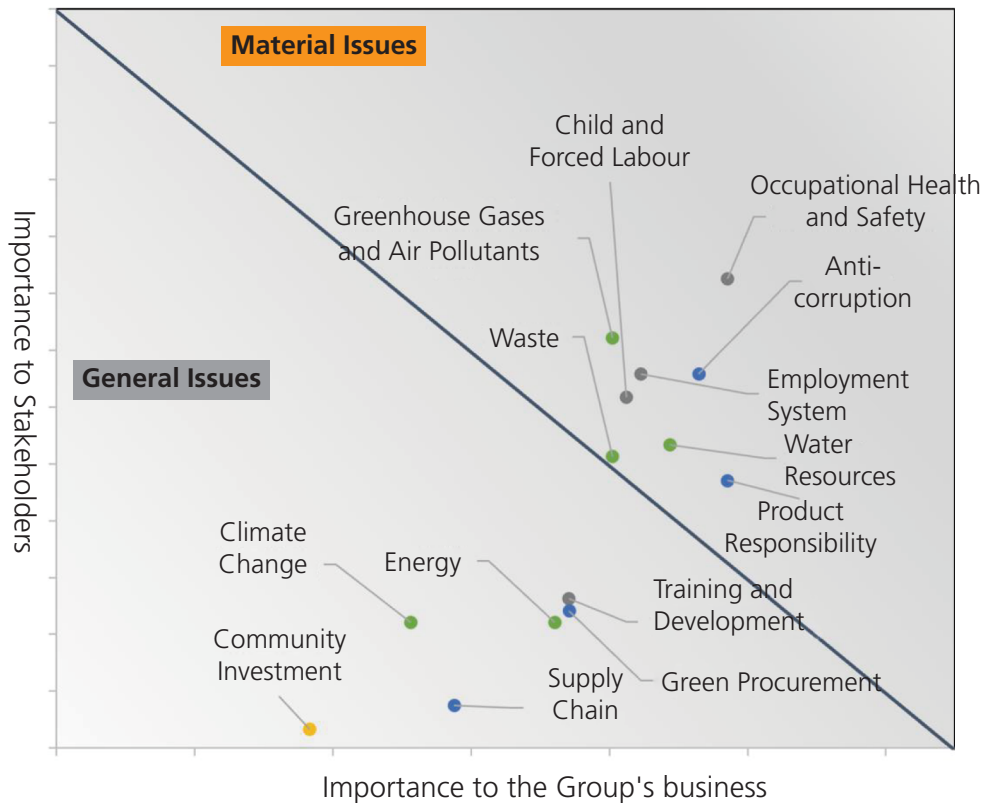 Material Issues
Child and
Forced Labour
Occupational Health
and Safety
Greenhouse Gases
and Air Pollutants
Anti-
corruption
Waste
General Issues
Employment
System
Water
Resources
Product
Responsibility
Climate
Change
Energy
Training and
Development
Community
Investment
Supply
Chain
Green Procurement
Importance to Stakeholders
Importance to the Group's business